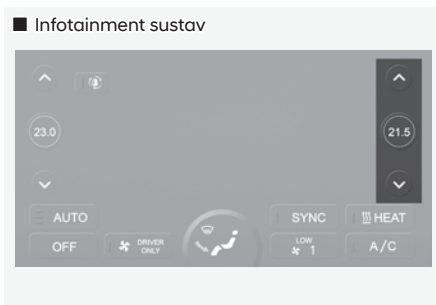 ■ Infotainment sustav
23.0
21.5
AUTO
SYNC
HEAT
OFF
DRIVER
ONLY
LOW
1
A/C